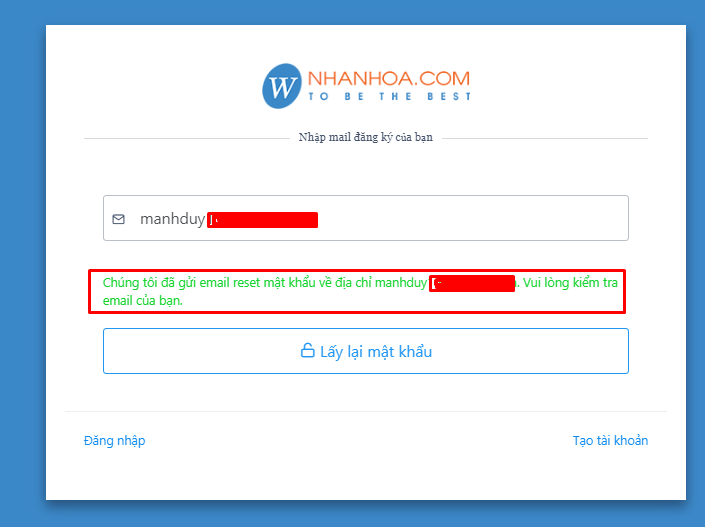 W NHANHOA.COM
TO BE THE BEST
Nhập mail đăng ký của bạn
manhduy
Chúng tôi đã gửi email reset mật khẩu về địa chỉ manhduy . Vui lòng kiểm tra
email của bạn.
Lấy lại mật khẩu
Đăng nhập Tạo tài khoản